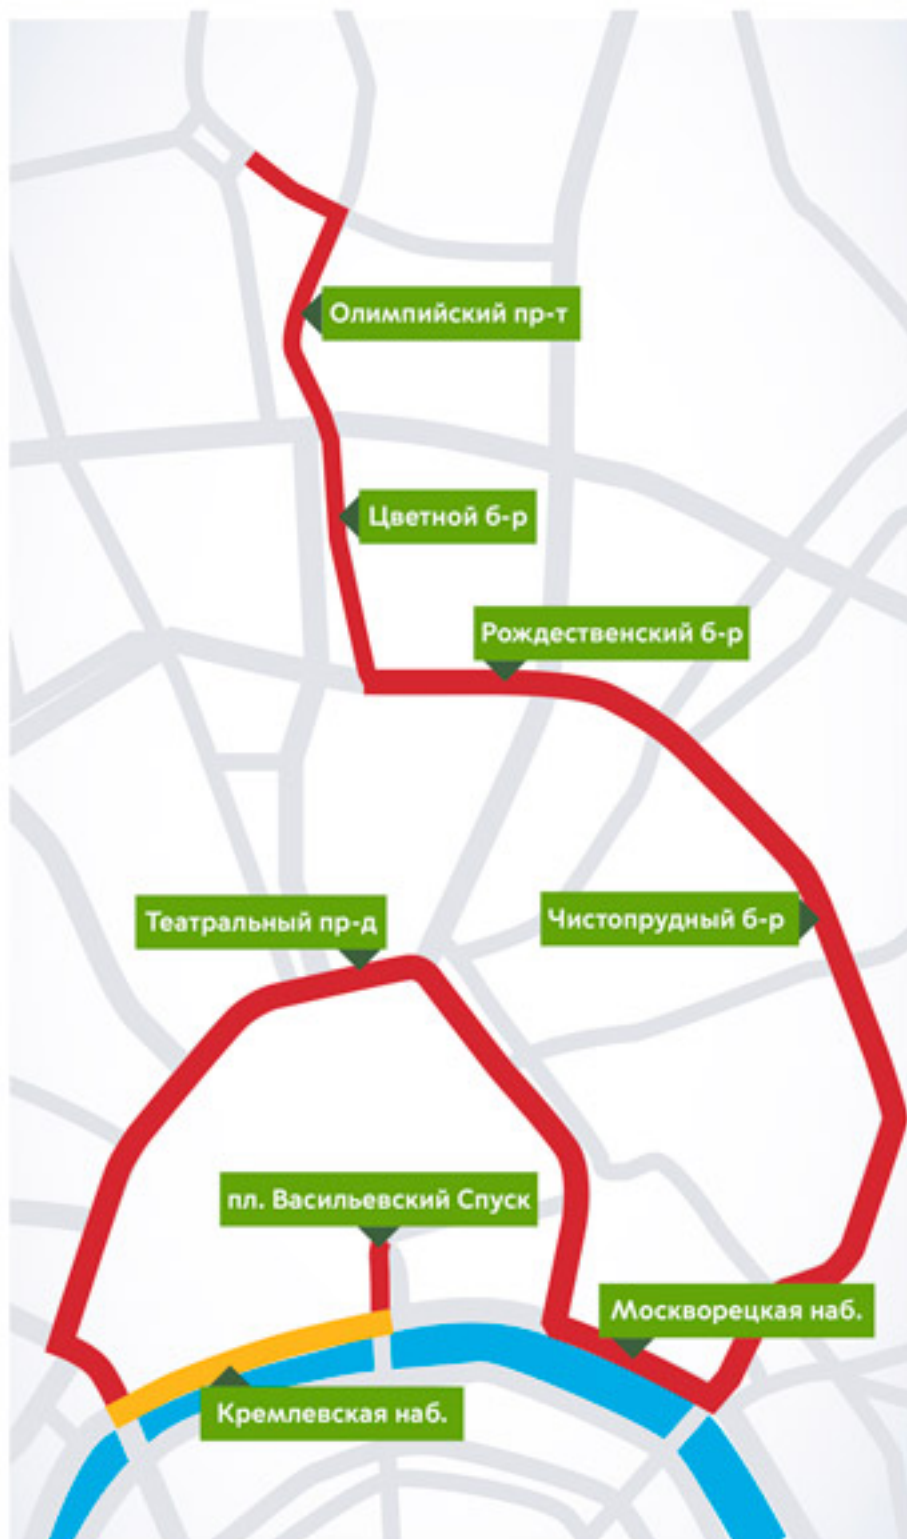 Олимпийский пр-т
Цветной б-р
Рождественский б-р
Театральный пр-д
Чистопрудный б-р
пл. Васильевский Спуск
Москворецкая наб.
Кремлевская наб.